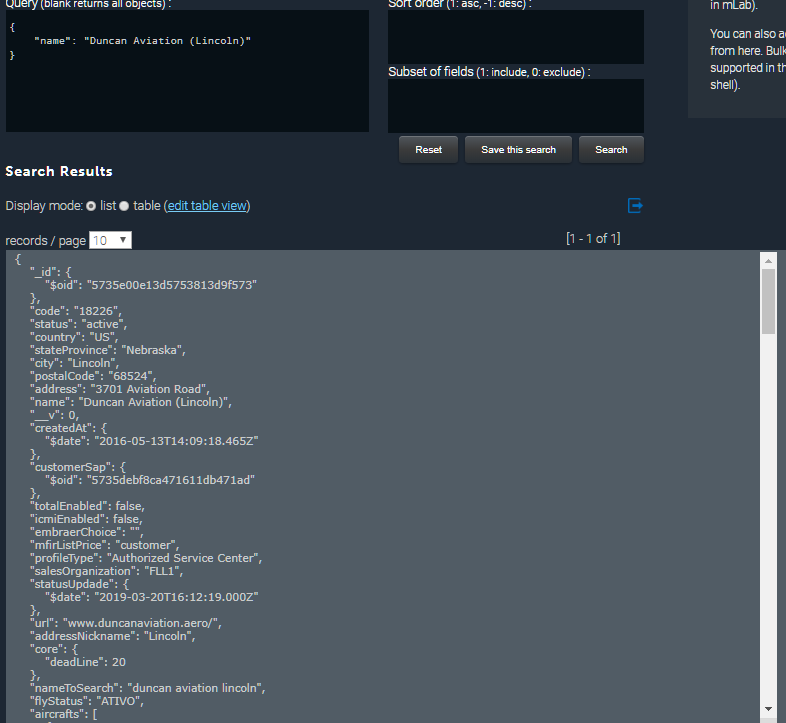 Query (blank returns all objects) :
{
"name": "Duncan Aviation (Lincoln)"
}
Sort order (1: asc, -1: desc) :
Subset of fields (1: include, 0: exclude) :
Reset
Save this search
Search
in mLab).
You can also a
from here. Bulk
supported in th
shell).
Search Results
Display mode: list table (edit table view)
records / page 10
[1 - 1 of 1]
{
"_id": {
"$oid": "5735e00e13d5753813d9f573"
},
"code": "18226",
"status": "active",
"country": "US",
"stateProvince": "Nebraska",
"city": "Lincoln",
"postalCode": "68524",
"address": "3701 Aviation Road",
"name": "Duncan Aviation (Lincoln)",
"__v": 0,
"createdAt": {
"$date": "2016-05-13T14:09:18.465Z"
},
"customerSap": {
"$oid": "5735debf8ca471611db471ad"
},
"totalEnabled": false,
"icmiEnabled": false,
"embraerChoice": "",
"mfirListPrice": "customer",
"profileType": "Authorized Service Center",
"salesOrganization": "FLL1",
"statusUpdade": {
"$date": "2019-03-20T16:12:19.000Z"
},
"url": "www.duncanaviation.aero/",
"addressNickname": "Lincoln",
"core": {
"deadLine": 20
},
"nameToSearch": "duncan aviation lincoln",
"flyStatus": "ATIVO",
"aircrafts": [